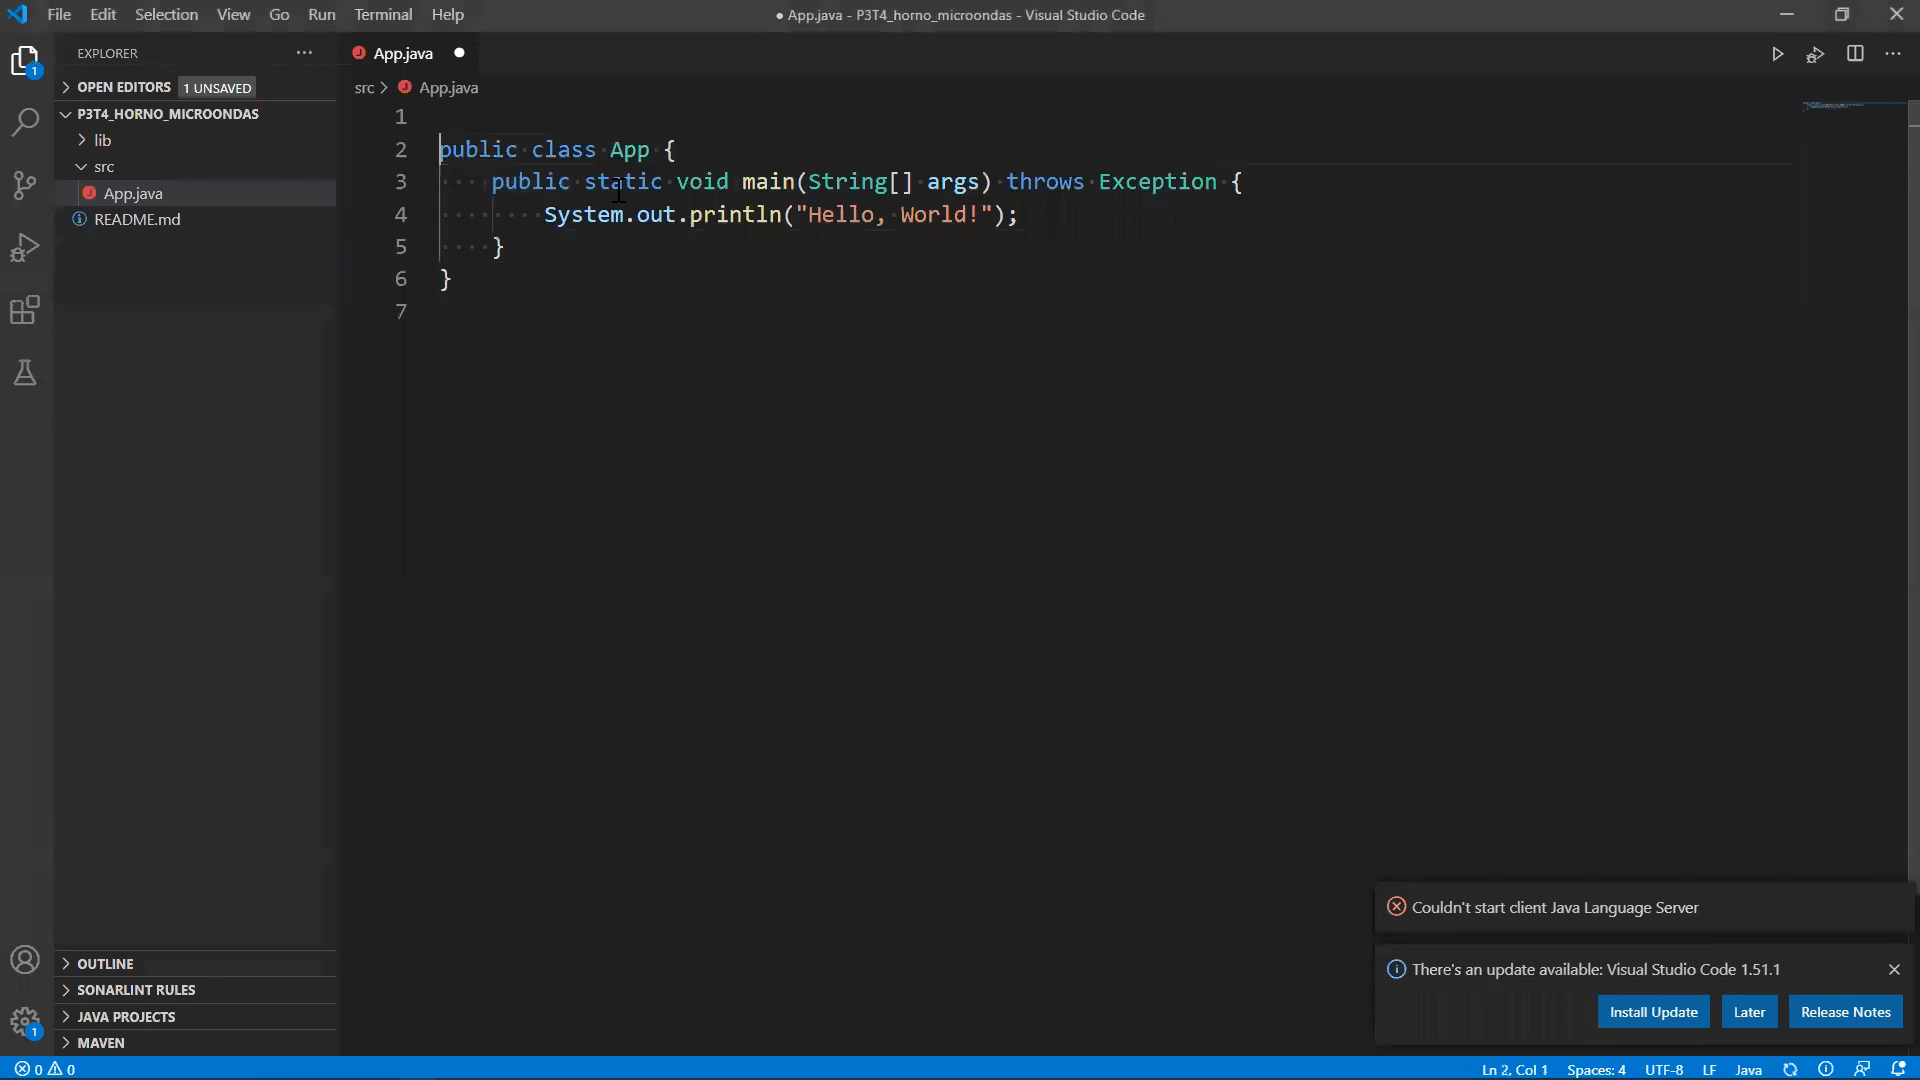 File Edit Selection View Go Run Terminal Help
● App.java - P3T4_horno_microondas - Visual Studio Code
EXPLORER
OPEN EDITORS 1 UNSAVED
P3T4_HORNO_MICROONDAS
lib
src
App.java
README.md
OUTLINE
SONARLINT RULES
JAVA PROJECTS
MAVEN
1
1
App.java
src > App.java
1
2 public class App {
3 public static void main(String[] args) throws Exception {
4 System.out.println("Hello, World!");
5 }
6 }
7
Couldn't start client Java Language Server
There's an update available: Visual Studio Code 1.51.1
Install Update Later Release Notes
0 0
Ln 2, Col 1 Spaces: 4 UTF-8 LF Java